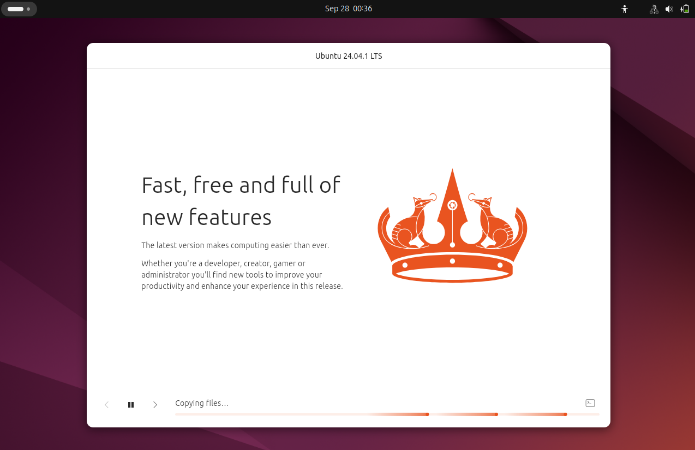 Sep 28 00:36
Ubuntu 24.04.1 LTS
Fast, free and full of
new features
The latest version makes computing easier than ever.
Whether you're a developer, creator, gamer or
administrator you'll find new tools to improve your
productivity and enhance your experience in this release.
Copying files...